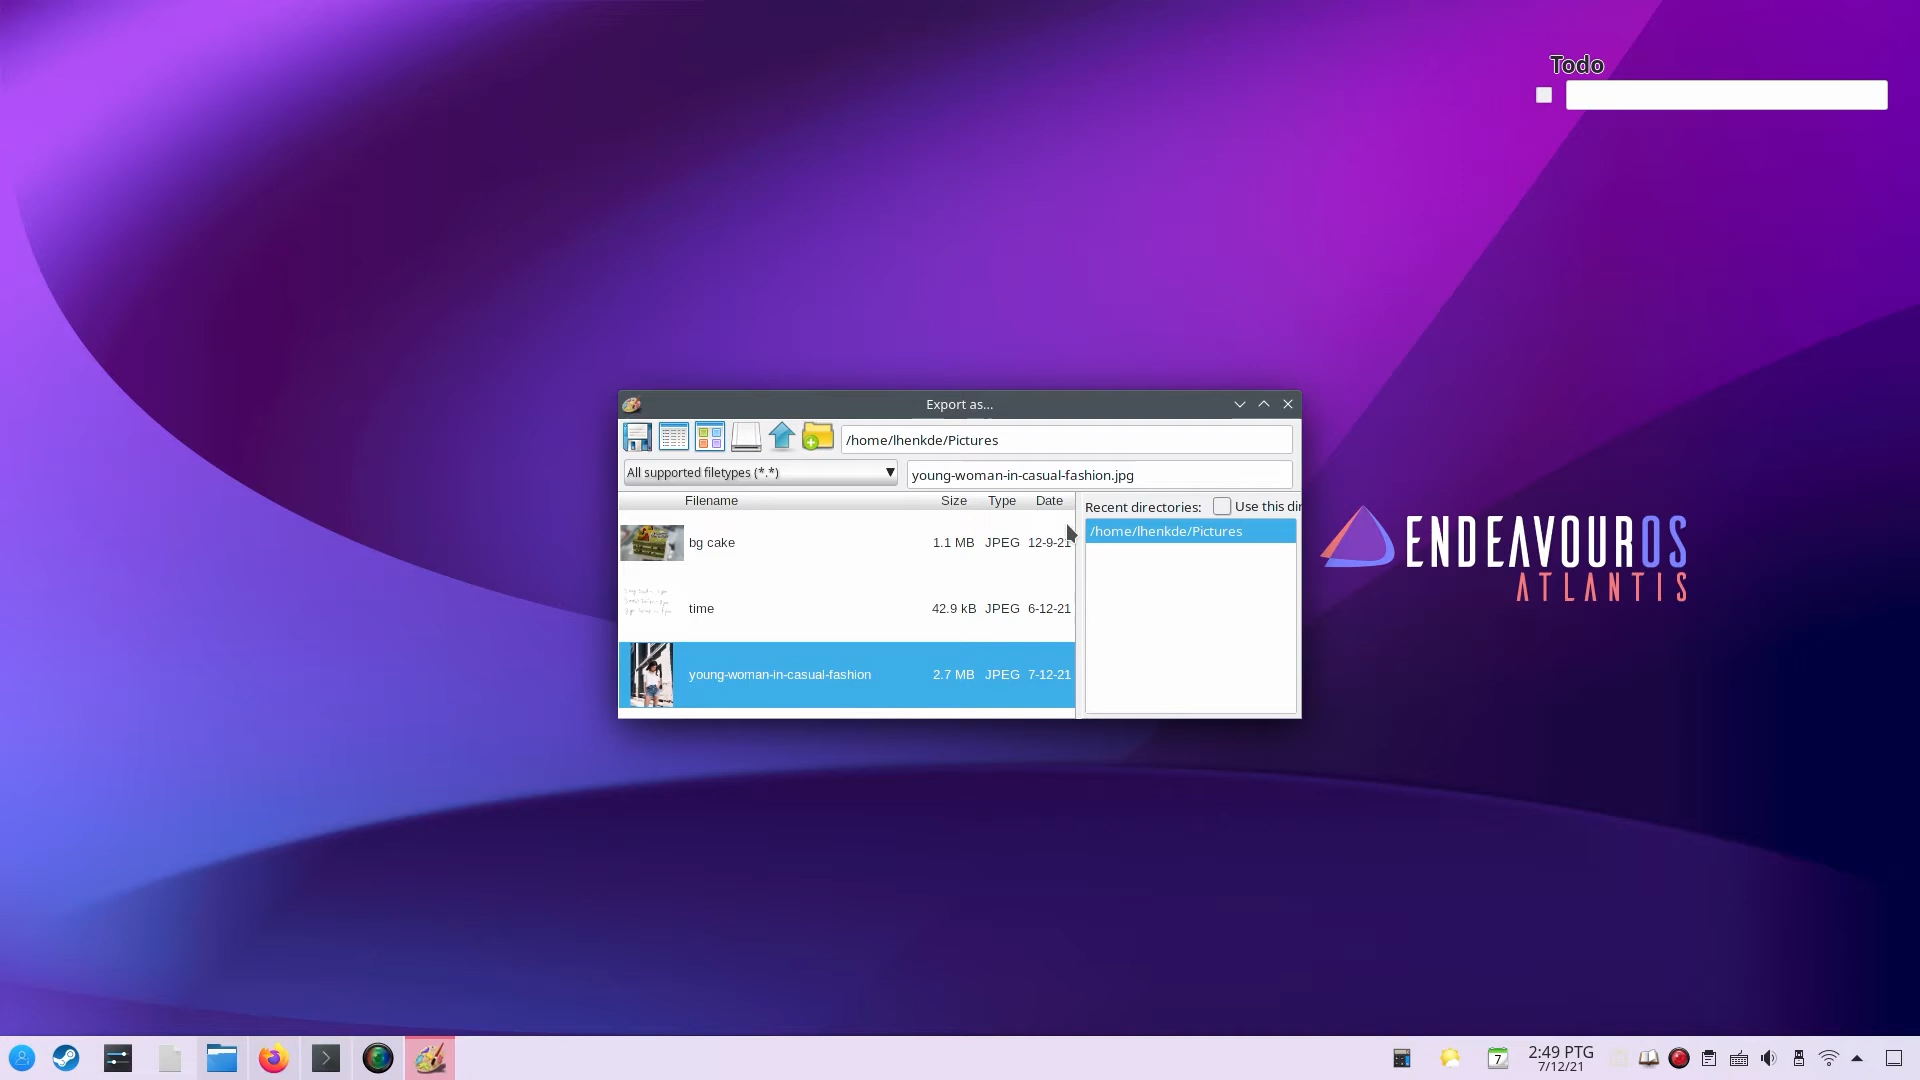 Todo
Export as...
/home/lhenkde/Pictures
All supported filetypes (*.*)
young-woman-in-casual-fashion.jpg
Filename Size Type Date
Recent directories: Use this dir
/home/lhenkde/Pictures
bg cake 1.1 MB JPEG 12-9-21
time 42.9 kB JPEG 6-12-21
young-woman-in-casual-fashion 2.7 MB JPEG 7-12-21
ENDEAVOUROS
ATLANTIS
7
2:49 PTG
7/12/21